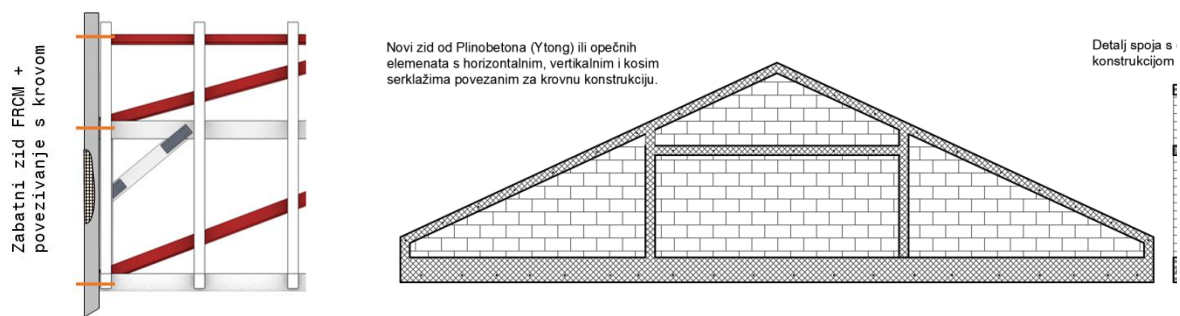 Zabatni zid FRCM +
povezivanje s krovom
Novi zid od Plinobetona (Ytong) ili opečnih
elemenata s horizontalnim, vertikalnim i kosim
serklažima povezanim za krovnu konstrukciju.
Detalj spoja s
konstrukcijom